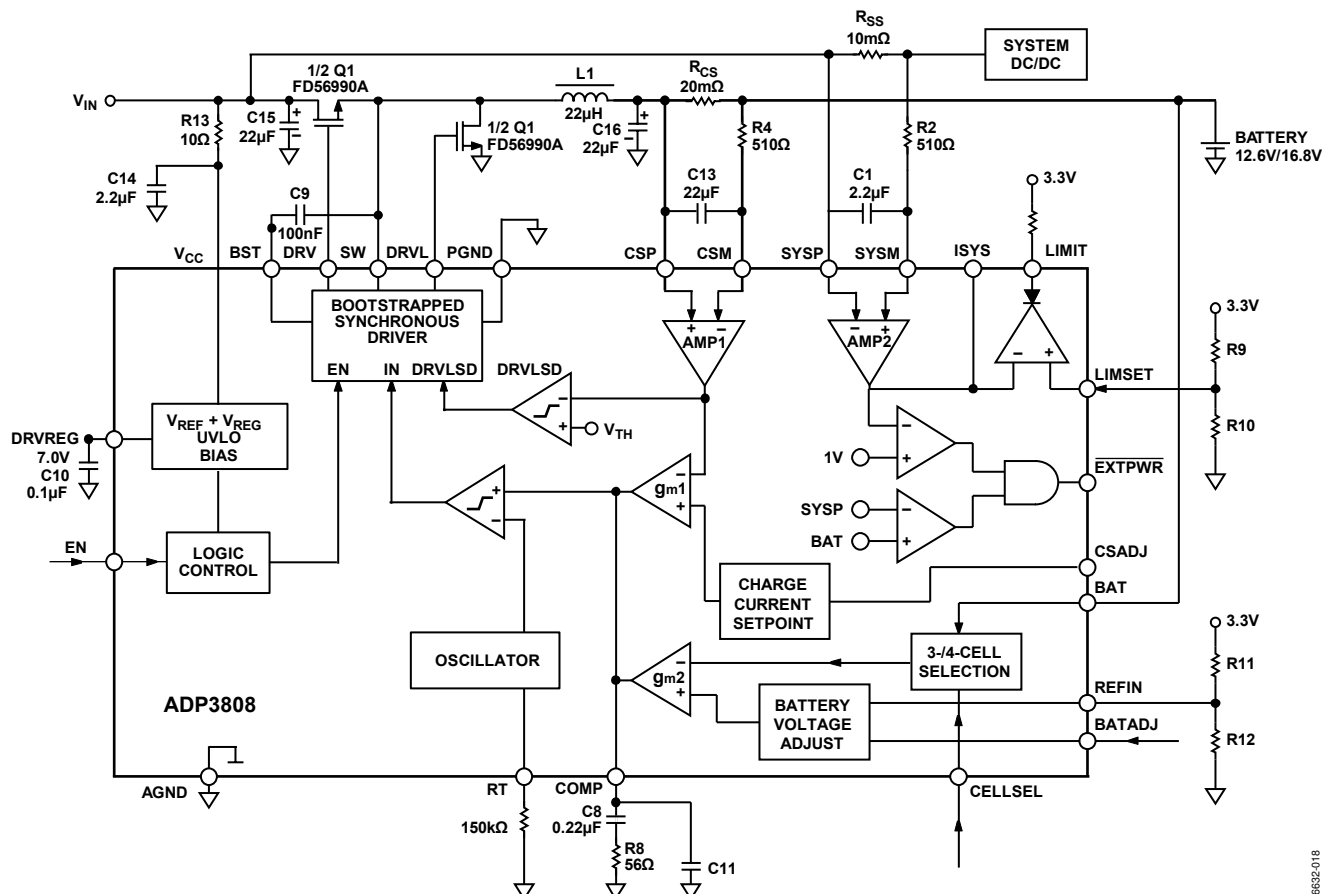 RSS
10mΩ
SYSTEM
DC/DC
1/2 Q1
FD56990A
L1
22µH
RCS
20mΩ
VIN
R13
10Ω
C15
22µF
+
–
1/2 Q1
FD56990A
C16
22µF
+
–
R4
510Ω
R2
510Ω
BATTERY
12.6V/16.8V
C14
2.2µF
C9
100nF
C13
22µF
C1
2.2µF
3.3V
VCC
BST
DRV
SW
DRVL
PGND
CSP
CSM
SYSP
SYSM
ISYS
LIMIT
BOOTSTRAPPED
SYNCHRONOUS
DRIVER
EN
IN
DRVLSD
+ –
AMP1
– +
AMP2
– +
3.3V
R9
LIMSET
R10
DRVLSD
–
+
VTH
VREF + VREG
UVLO
BIAS
DRVREG
7.0V
C10
0.1µF
1V
–
+
EXTPWR
SYSP
BAT
–
+
+
–
gm1
–
+
EN
LOGIC
CONTROL
CHARGE
CURRENT
SETPOINT
CSADJ
BAT
3.3V
OSCILLATOR
gm2
–
+
3-/4-CELL
SELECTION
R11
ADP3808
BATTERY
VOLTAGE
ADJUST
REFIN
BATADJ
R12
AGND
RT
COMP
CELLSEL
150kΩ
C8
0.22µF
R8
56Ω
C11
6632-018